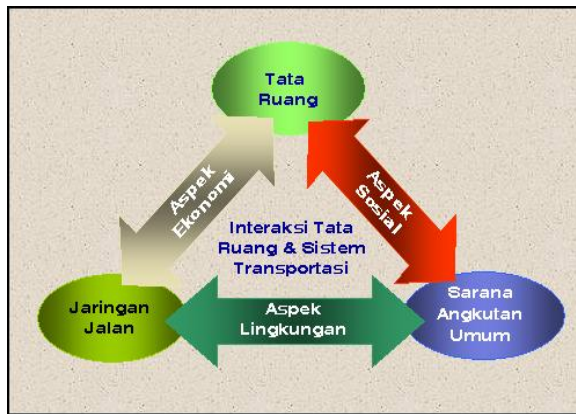 Tata
Ruang
Aspek
Ekonomi
Aspek
Sosial
Interaksi Tata
Ruang & Sistem
Transportasi
Jaringan
Jalan
Aspek
Lingkungan
Sarana
Angkutan
Umum